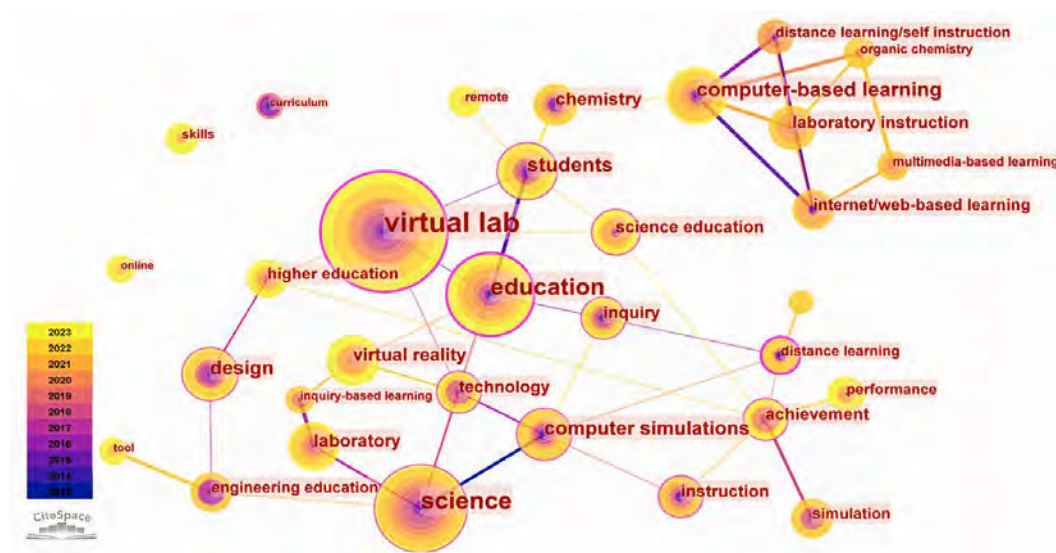 distance learning/self instruction
organic chemistry
computer-based learning
remote
chemistry
curriculum
laboratory instruction
skills
students
multimedia-based learning
internet/web-based learning
virtual lab
science education
online
higher education
education
inquiry
2023
2022
2021
2020
2019
2018
2017
2016
2015
2014
2013
virtual reality
distance learning
design
technology
performance
inquiry-based learning
achievement
laboratory
computer simulations
tool
engineering education
science
instruction
simulation
CiteSpace